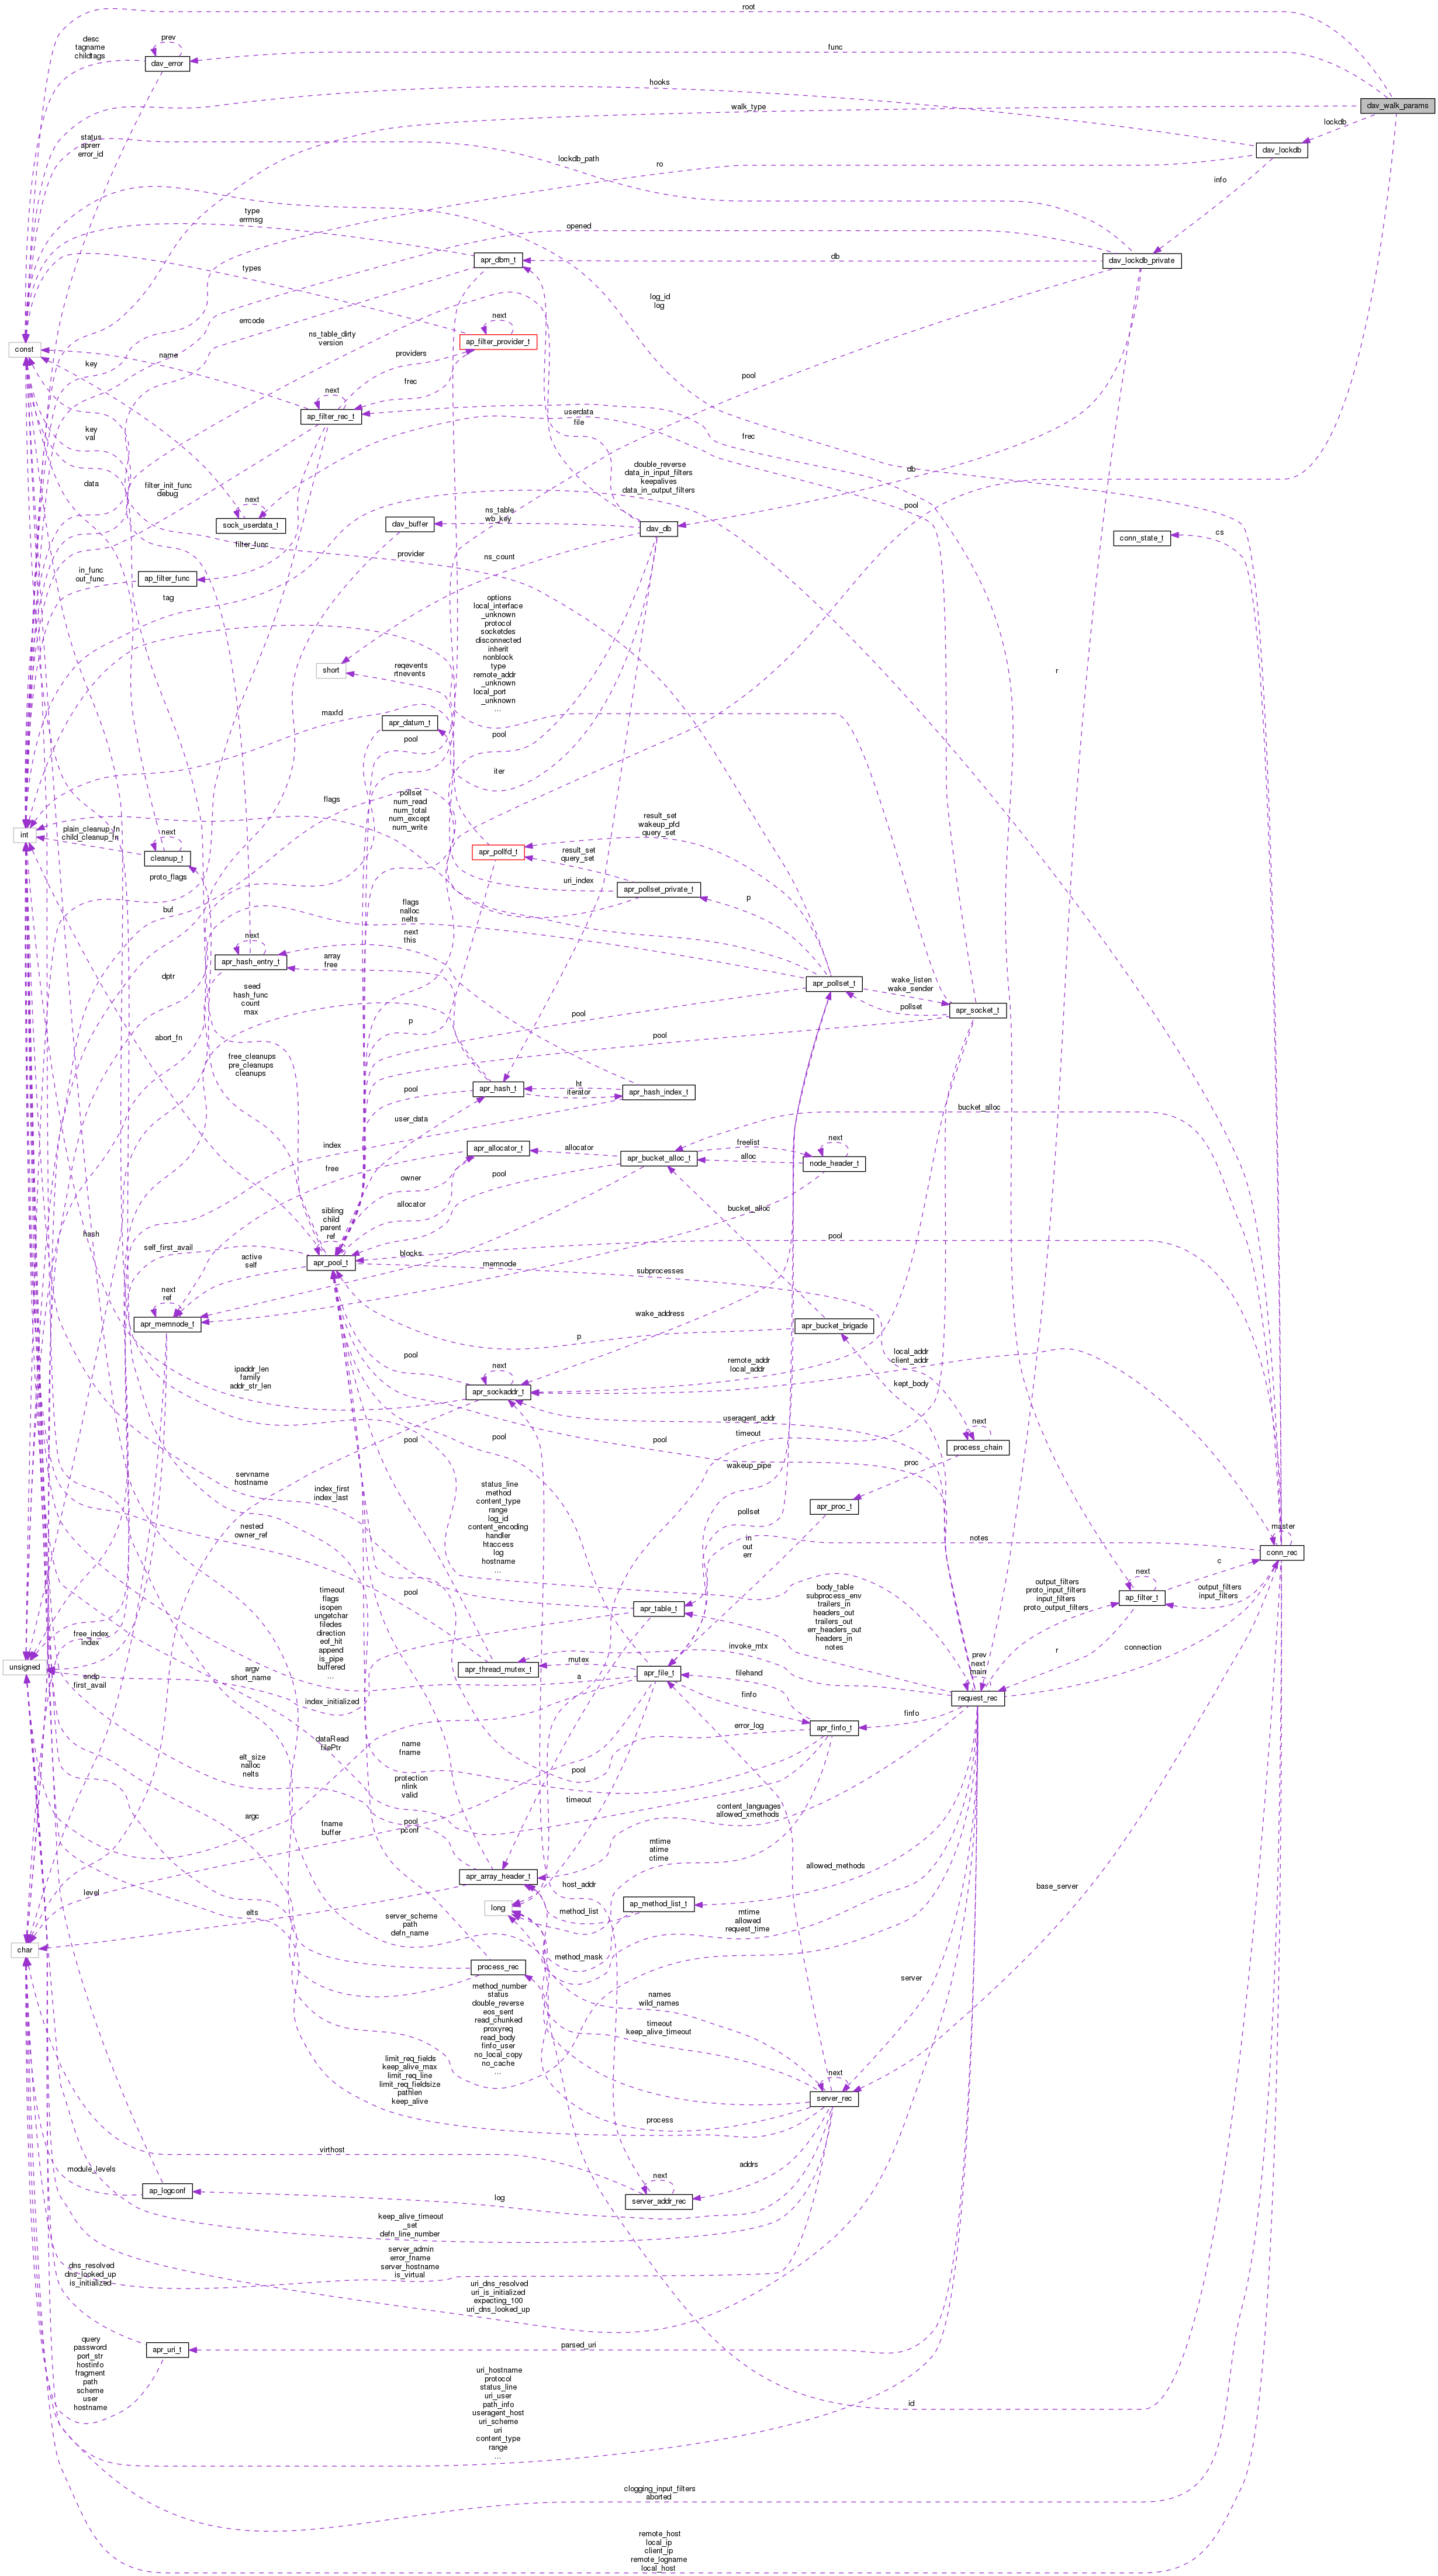 root
desc
tagname
childtags
prev
func
dav_error
hooks
walk_type
dav_walk_params
lockdb
status
aprerr
error_id
dav_lockdb
lockdb_path
ro
info
type
errmsg
opened
apr_dbm_t
db
dav_lockdb_private
types
log_id
log
errcode
next
ns_table_dirty
version
ap_filter_provider_t
const
name
providers
key
pool
frec
next
ap_filter_rec_t
userdata
file
frec
key
val
double_reverse
data_in_input_filters
keepalives
data_in_output_filters
db
data
filter_init_func
debug
next
sock_userdata_t
ns_table
wb_key
pool
dav_buffer
dav_db
cs
conn_state_t
filter_func
provider
ns_count
in_func
out_func
ap_filter_func
tag
options
local_interface
_unknown
protocol
socketdes
disconnected
inherit
nonblock
type
remote_addr
_unknown
local_port
_unknown
...
short
reqevents
rtnevents
r
maxfd
apr_datum_t
pool
pool
iter
flags
pollset
num_read
num_total
num_except
num_write
int
plain_cleanup_fn
child_cleanup_fn
next
cleanup_t
result_set
wakeup_pfd
query_set
apr_pollfd_t
result_set
query_set
proto_flags
uri_index
apr_pollset_private_t
p
buf
flags
nalloc
nelts
next
this
next
apr_hash_entry_t
array
free
dptr
apr_pollset_t
wake_listen
wake_sender
pollset
apr_socket_t
seed
hash_func
count
max
pool
p
abort_fn
pool
free_cleanups
pre_cleanups
cleanups
pool
apr_hash_t
ht
iterator
apr_hash_index_t
user_data
bucket_alloc
index
apr_allocator_t
allocator
freelist
next
apr_bucket_alloc_t
alloc
node_header_t
free
owner
pool
allocator
sibling
child
parent
ref
bucket_alloc
hash
self_first_avail
active
self
apr_pool_t
blocks
memnode
pool
subprocesses
next
ref
apr_memnode_t
wake_address
apr_bucket_brigade
p
ipaddr_len
family
addr_str_len
pool
next
apr_sockaddr_t
remote_addr
local_addr
local_addr
client_addr
kept_body
useragent_addr
next
process_chain
pool
timeout
pool
pool
servname
hostname
index_first
index_last
wakeup_pipe
proc
status_line
method
content_type
range
log_id
content_encoding
handler
htaccess
log
hostname
...
pollset
apr_proc_t
nested
owner_ref
in
out
err
notes
master
conn_rec
c
timeout
flags
isopen
ungetchar
filedes
direction
eof_hit
append
is_pipe
buffered
...
pool
apr_table_t
body_table
subprocess_env
trailers_in
headers_out
trailers_out
err_headers_out
headers_in
notes
output_filters
proto_input_filters
input_filters
proto_output_filters
next
ap_filter_t
output_filters
input_filters
free_index
index
invoke_mtx
r
connection
unsigned
argv
short_name
apr_thread_mutex_t
mutex
apr_file_t
a
filehand
prev
next
main
request_rec
endp
first_avail
index_initialized
finfo
finfo
apr_finfo_t
error_log
dataRead
filePtr
name
fname
elt_size
nalloc
nelts
pool
protection
nlink
valid
timeout
content_languages
allowed_xmethods
argc
fname
buffer
pool
pconf
mtime
atime
ctime
allowed_methods
apr_array_header_t
host_addr
base_server
level
long
ap_method_list_t
elts
method_list
server_scheme
path
defn_name
mtime
allowed
request_time
char
process_rec
method_mask
server
method_number
status
double_reverse
eos_sent
read_chunked
proxyreq
read_body
finfo_user
no_local_copy
no_cache
...
names
wild_names
timeout
keep_alive_timeout
limit_req_fields
keep_alive_max
limit_req_line
limit_req_fieldsize
pathlen
keep_alive
next
server_rec
process
virthost
addrs
module_levels
next
ap_logconf
log
server_addr_rec
keep_alive_timeout
_set
defn_line_number
server_admin
error_fname
server_hostname
is_virtual
dns_resolved
dns_looked_up
is_initialized
uri_dns_resolved
uri_is_initialized
expecting_100
uri_dns_looked_up
apr_uri_t
parsed_uri
query
password
port_str
hostinfo
fragment
path
scheme
user
hostname
uri_hostname
protocol
status_line
uri_user
path_info
useragent_host
uri_scheme
uri
content_type
range
...
id
clogging_input_filters
aborted
remote_host
local_ip
client_ip
remote_logname
local_host